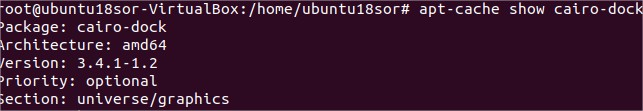 root@ubuntu18sor-VirtualBox:/home/ubuntu18sor# apt-cache show cairo-dock
Package: cairo-dock
Architecture: amd64
Version: 3.4.1-1.2
Priority: optional
Section: universe/graphics